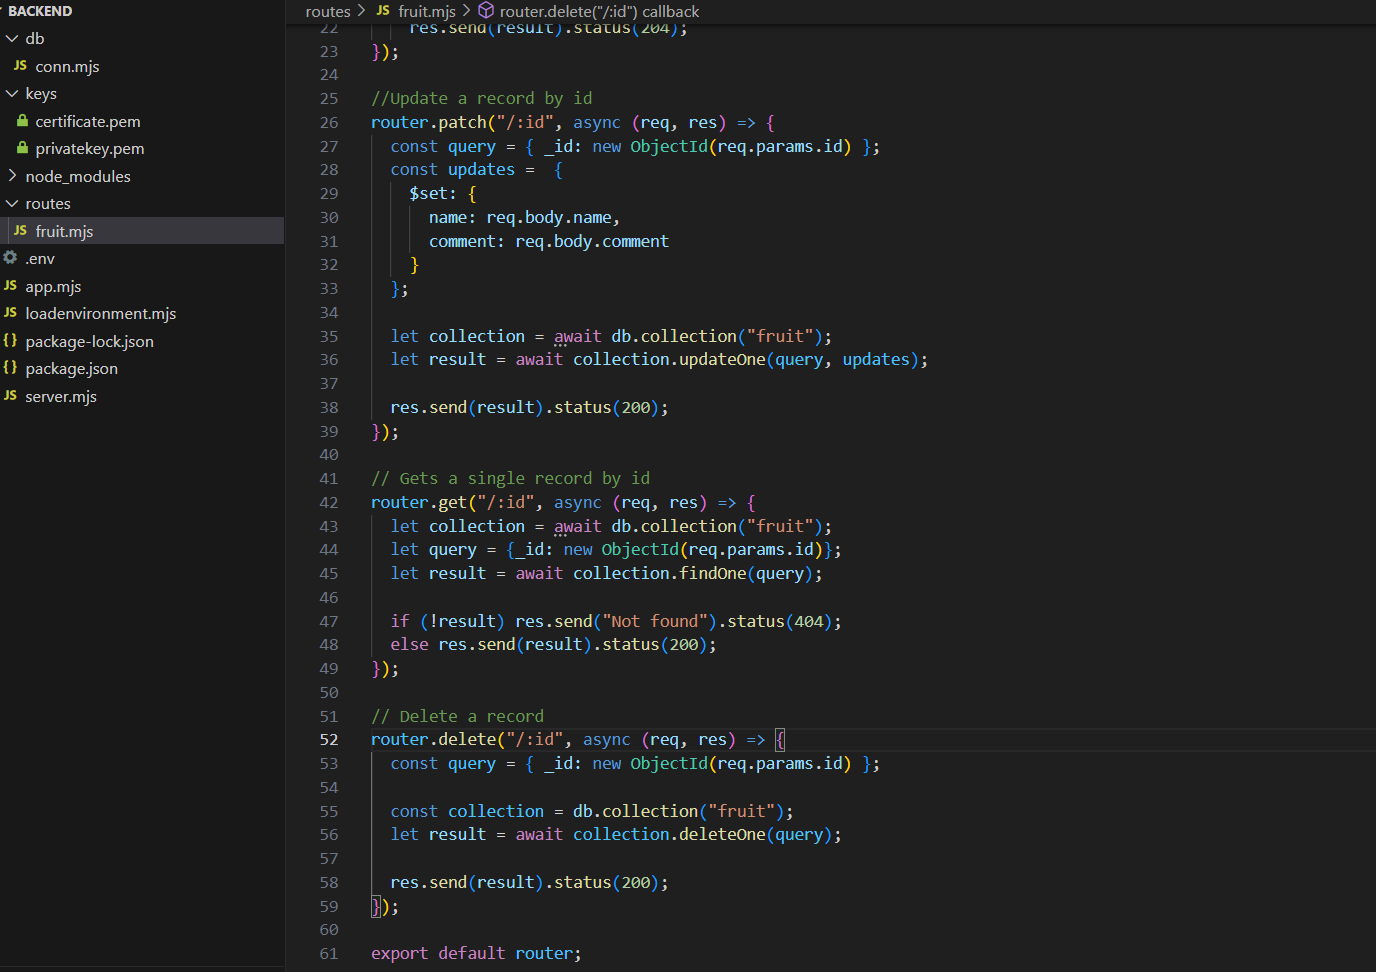 BACKEND
db
JS conn.mjs
keys
certificate.pem
privatekey.pem
node_modules
routes
JS fruit.mjs
.env
JS app.mjs
JS loadenvironment.mjs
{} package-lock.json
{} package.json
JS server.mjs
routes > JS fruit.mjs > router.delete("/:id") callback
22 res.send(result).status(204);
23 });
24
25 //Update a record by id
26 router.patch("/:id", async (req, res) => {
27 const query = { _id: new ObjectId(req.params.id) };
28 const updates =  {
29 $set: {
30 name: req.body.name,
31 comment: req.body.comment
32 }
33 };
34
35 let collection = await db.collection("fruit");
36 let result = await collection.updateOne(query, updates);
37
38 res.send(result).status(200);
39 });
40
41 // Gets a single record by id
42 router.get("/:id", async (req, res) => {
43 let collection = await db.collection("fruit");
44 let query = {_id: new ObjectId(req.params.id)};
45 let result = await collection.findOne(query);
46
47 if (!result) res.send("Not found").status(404);
48 else res.send(result).status(200);
49 });
50
51 // Delete a record
52 router.delete("/:id", async (req, res) => {
53 const query = { _id: new ObjectId(req.params.id) };
54
55 const collection = db.collection("fruit");
56 let result = await collection.deleteOne(query);
57
58 res.send(result).status(200);
59 });
60
61 export default router;